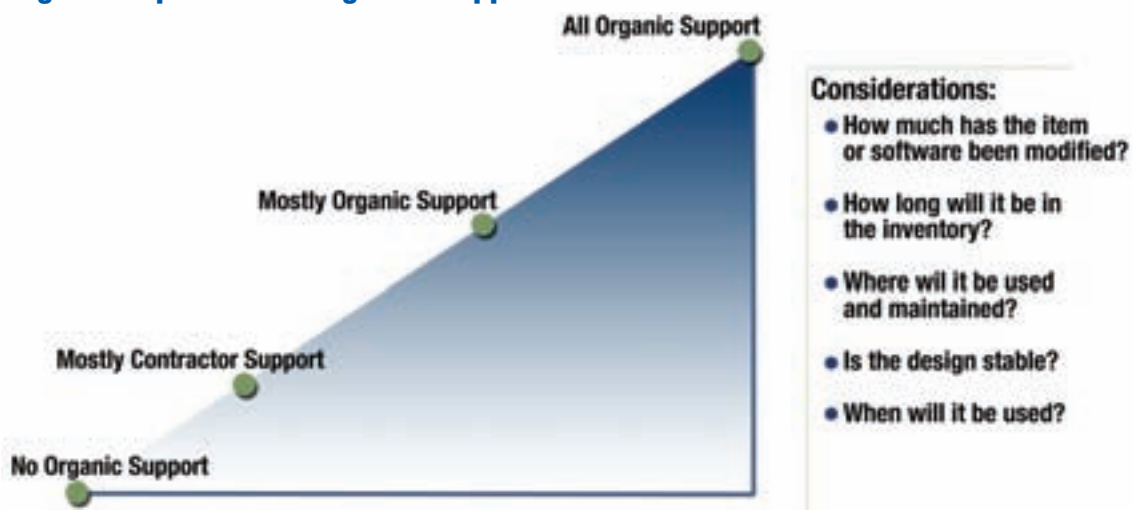 All Organic Support
Mostly Organic Support
Mostly Contractor Support
No Organic Support
Considerations:
• How much has the item
or software been modified?
• How long will it be in
the inventory?
• Where wil it be used
and maintained?
• Is the design stable?
• When will it be used?